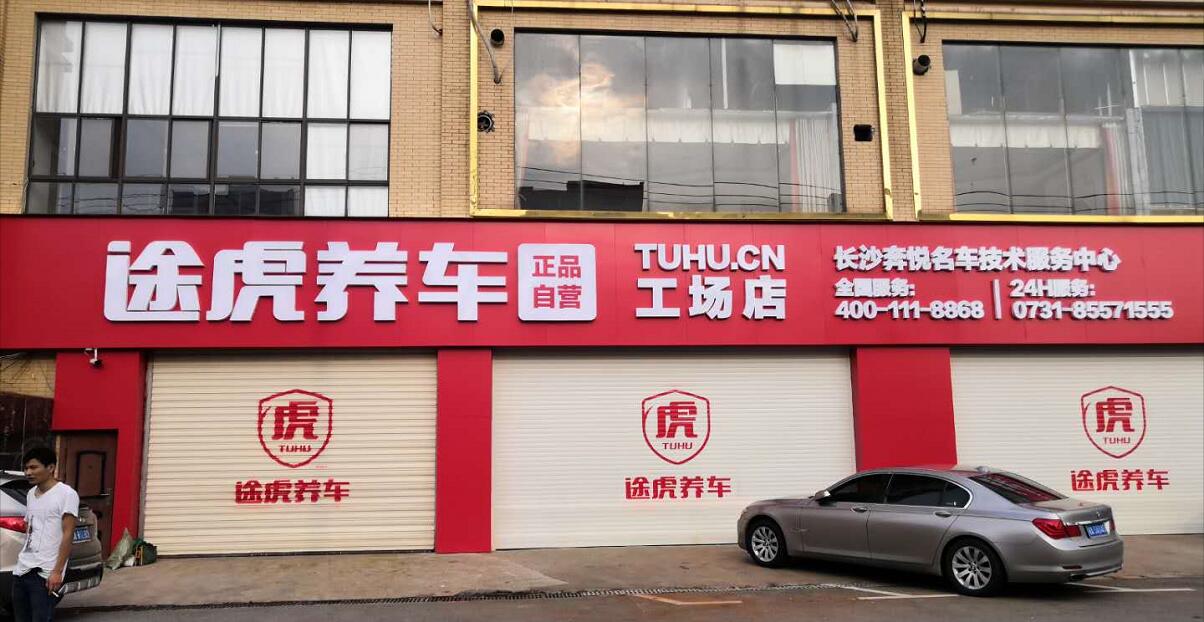 途虎养车
正品
自营
TUHU.CN
工场店
长沙奔悦名车技术服务中心
全国服务:
400-111-8868
24H服务:
0731-85571555
虎
TUHU
途虎养车
虎
TUHU
途虎养车
虎
TUHU
途虎养车